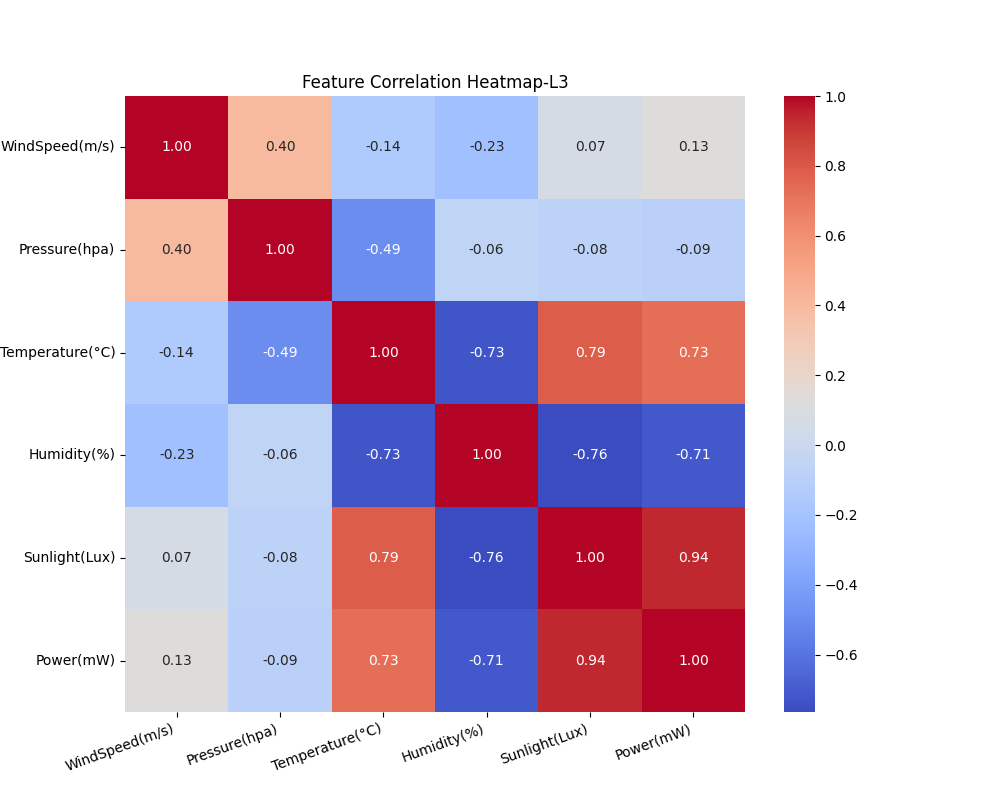 Feature Correlation Heatmap-L3
WindSpeed(m/s) 1.00 0.40 -0.14 -0.23 0.07 0.13
Pressure(hpa) 0.40 1.00 -0.49 -0.06 -0.08 -0.09
Temperature(°C) -0.14 -0.49 1.00 -0.73 0.79 0.73
Humidity(%) -0.23 -0.06 -0.73 1.00 -0.76 -0.71
Sunlight(Lux) 0.07 -0.08 0.79 -0.76 1.00 0.94
Power(mW) 0.13 -0.09 0.73 -0.71 0.94 1.00
WindSpeed(m/s) Pressure(hpa) Temperature(°C) Humidity(%) Sunlight(Lux) Power(mW)
1.0
0.8
0.6
0.4
0.2
0.0
−0.2
−0.4
−0.6